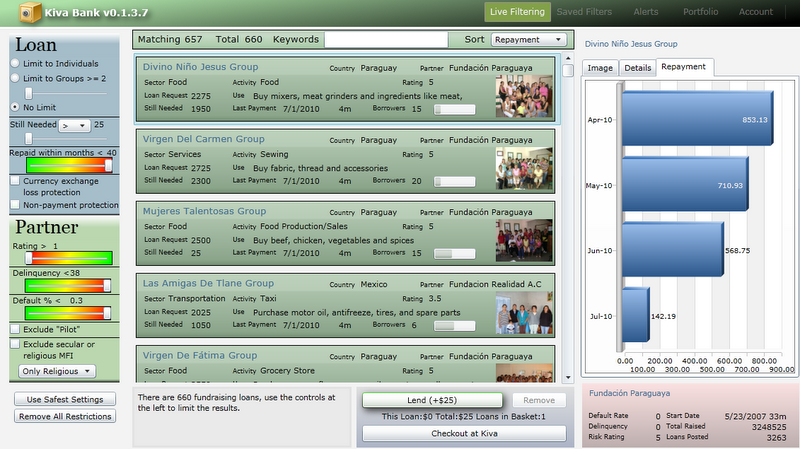 Kiva Bank v0.1.3.7
Live Filtering Saved Filters Alerts Portfolio Account
Loan
Limit to Individuals
Limit to Groups >= 2
No Limit
Still Needed > 25
Repaid within months < 40
Currency exchange
loss protection
Non-payment protection
Partner
Rating > 1
Delinquency <38
Default % < 0.3
Exclude "Pilot"
Exclude secular or
religious MFI
Only Religious
Use Safest Settings
Remove All Restrictions
Matching 657 Total 660 Keywords Sort Repayment
Divino Niño Jesus Group Country Paraguay Partner Fundación Paraguaya
Sector Food Activity Food Rating 5
Loan Request 2275 Use Buy mixers, meat grinders and ingredients like meat,
Still Needed 1950 Last Payment 7/1/2010 4m Borrowers 15
Virgen Del Carmen Group Country Paraguay Partner Fundación Paraguaya
Sector Services Activity Sewing Rating 5
Loan Request 2725 Use Buy fabric, thread and accessories
Still Needed 2300 Last Payment 7/1/2010 4m Borrowers 20
Mujeres Talentosas Group Country Paraguay Partner Fundación Paraguaya
Sector Food Activity Food Production/Sales Rating 5
Loan Request 2500 Use Buy beef, chicken, vegetables and spices
Still Needed 25 Last Payment 7/1/2010 4m Borrowers 15
Las Amigas De Tlane Group Country Mexico Partner Fundacion Realidad A.C
Sector Transportation Activity Taxi Rating 3.5
Loan Request 2025 Use Purchase motor oil, antifreeze, tires, and spare parts
Still Needed 1050 Last Payment 7/1/2010 4m Borrowers 6
Virgen De Fátima Group Country Paraguay Partner Fundación Paraguaya
Sector Food Activity Grocery Store Rating 5
There are 660 fundraising loans, use the controls
at the left to limit the results.
Lend (+$25) Remove
This Loan:$0 Total:$25 Loans in Basket:1
Checkout at Kiva
Divino Niño Jesus Group
Image Details Repayment
Apr-10 853.13
May-10 710.93
Jun-10 568.75
Jul-10 142.19
0.00 200.00 400.00 600.00 800.00
100.00 300.00 500.00 700.00 900.00
Fundación Paraguaya
Default Rate 0 Start Date 5/23/2007 33m
Delinquency 0 Total Raised 3248525
Risk Rating 5 Loans Posted 3263